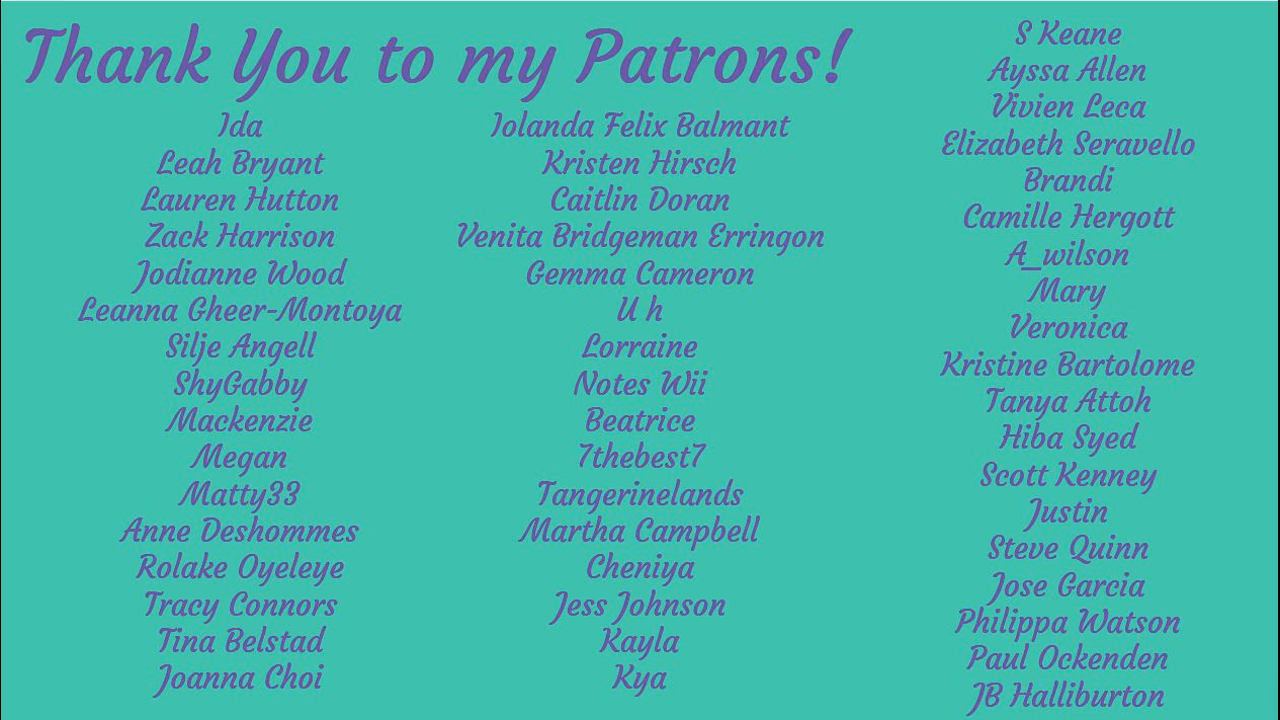 Thank You to my Patrons!
Ida
Leah Bryant
Lauren Hutton
Zack Harrison
Jodianne Wood
Leanna Gheer-Montoya
Silje Angell
ShyGabby
Mackenzie
Megan
Matty33
Anne Deshommes
Rolake Oyeleye
Tracy Connors
Tina Belstad
Joanna Choi
Iolanda Felix Balmant
Kristen Hirsch
Caitlin Doran
Venita Bridgeman Erringon
Gemma Cameron
U h
Lorraine
Notes Wii
Beatrice
7thebest7
Tangerinelands
Martha Campbell
Cheniya
Jess Johnson
Kayla
Kya
S Keane
Ayssa Allen
Vivien Leca
Elizabeth Seravello
Brandi
Camille Hergott
A_wilson
Mary
Veronica
Kristine Bartolome
Tanya Attoh
Hiba Syed
Scott Kenney
Justin
Steve Quinn
Jose Garcia
Philippa Watson
Paul Ockenden
JB Halliburton